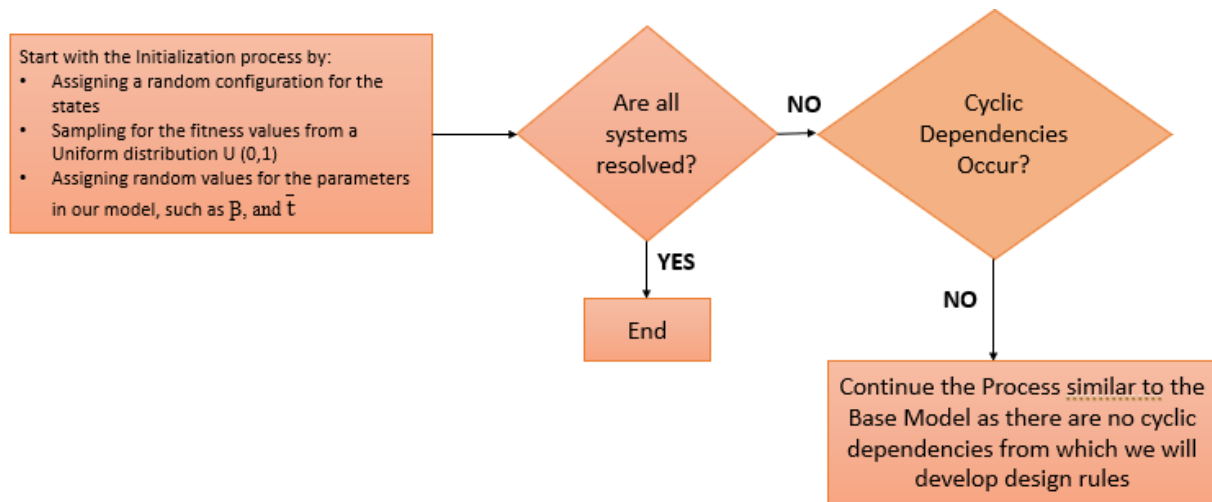 Start with the Initialization process by:
• Assigning a random configuration for the
states
• Sampling for the fitness values from a
Uniform distribution U (0,1)
• Assigning random values for the parameters
in our model, such as β, and t̄
Are all
systems
resolved?
NO
Cyclic
Dependencies
Occur?
YES
End
NO
Continue the Process similar to the
Base Model as there are no cyclic
dependencies from which we will
develop design rules